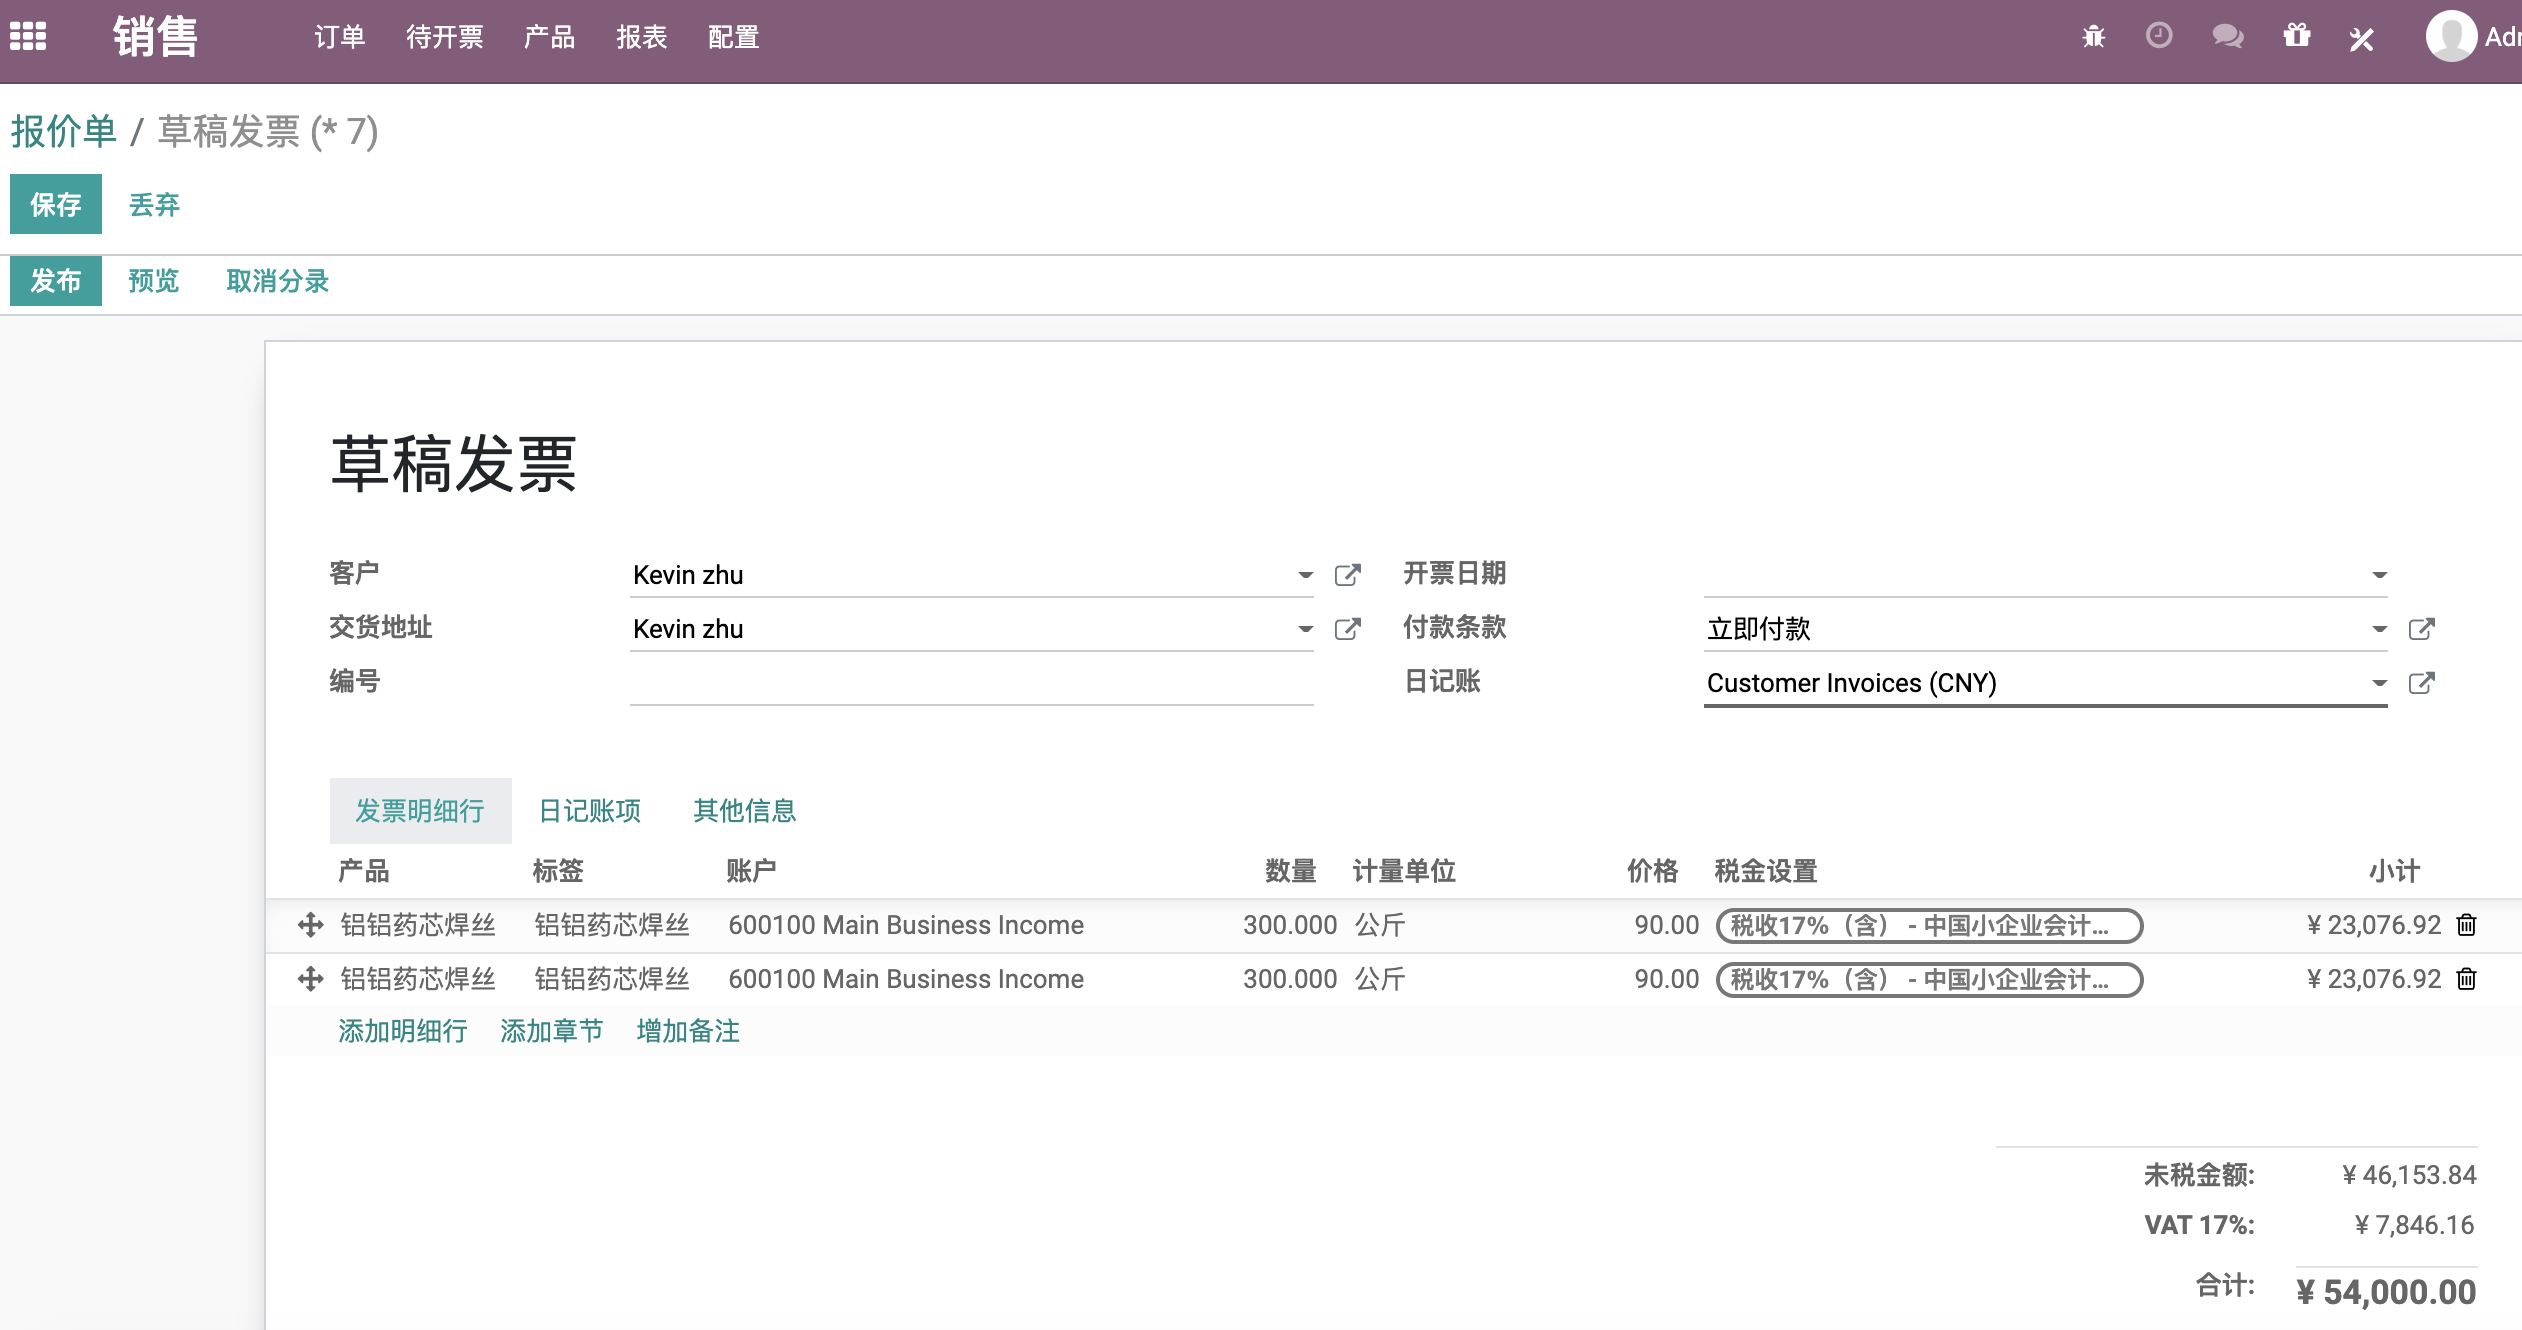 销售 订单 待开票 产品 报表 配置
报价单 / 草稿发票 (* 7)
保存 丢弃
发布 预览 取消分录
草稿发票
客户 Kevin zhu 开票日期
交货地址 Kevin zhu 付款条款 立即付款
编号 日记账 Customer Invoices (CNY)
发票明细行 日记账项 其他信息
产品 标签 账户 数量 计量单位 价格 税金设置 小计
铝铝药芯焊丝 铝铝药芯焊丝 600100 Main Business Income 300.000 公斤 90.00 税收17%（含） - 中国小企业会计... ¥ 23,076.92
铝铝药芯焊丝 铝铝药芯焊丝 600100 Main Business Income 300.000 公斤 90.00 税收17%（含） - 中国小企业会计... ¥ 23,076.92
添加明细行 添加章节 增加备注
未税金额: ¥ 46,153.84
VAT 17%: ¥ 7,846.16
合计: ¥ 54,000.00